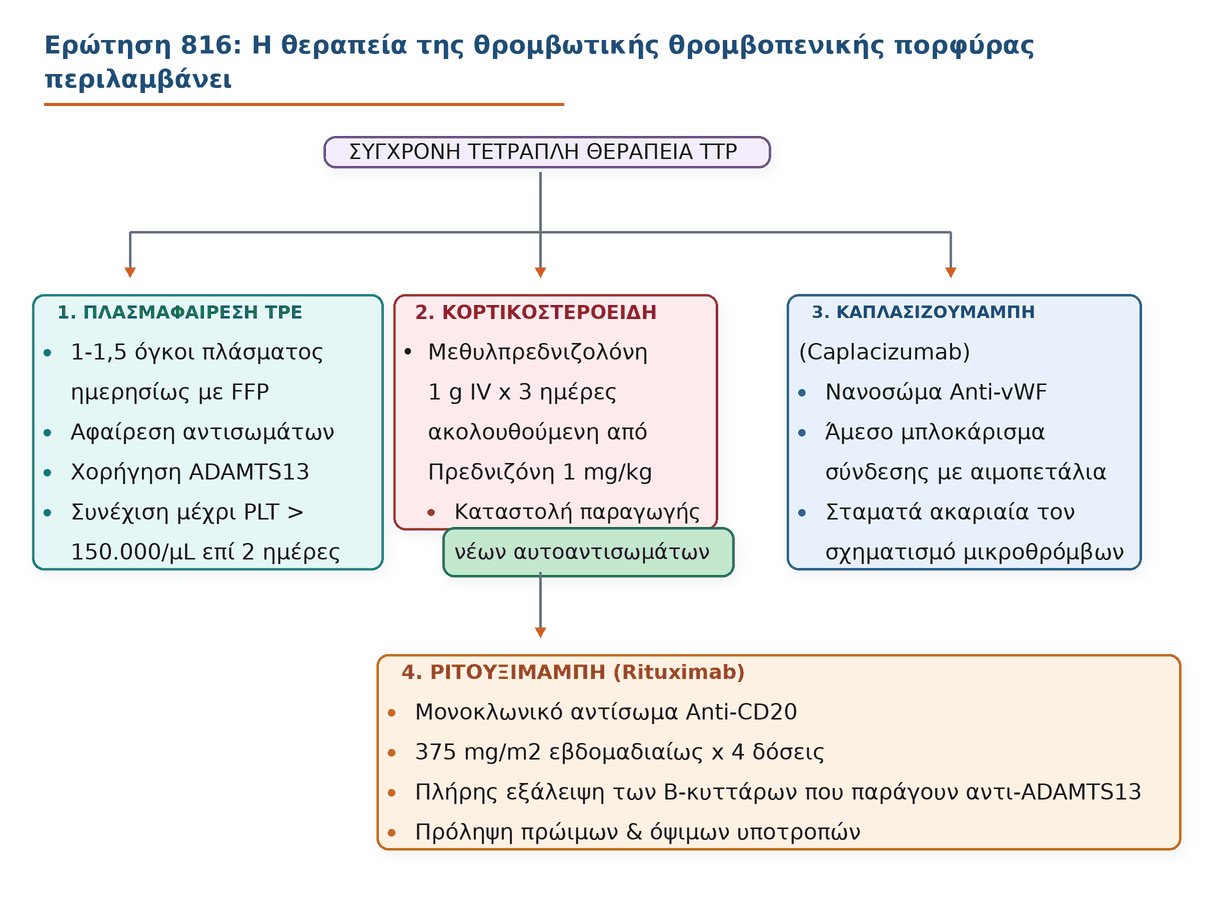 Ερώτηση 816: Η θεραπεία της θρομβωτικής θρομβοπενικής πορφύρας
περιλαμβάνει
ΣΥΓΧΡΟΝΗ ΤΕΤΡΑΠΛΗ ΘΕΡΑΠΕΙΑ TTP
1. ΠΛΑΣΜΑΦΑΙΡΕΣΗ TPE
• 1-1,5 όγκοι πλάσματος
ημερησίως με FFP
• Αφαίρεση αντισωμάτων
• Χορήγηση ADAMTS13
• Συνέχιση μέχρι PLT >
150.000/μL επί 2 ημέρες
2. ΚΟΡΤΙΚΟΣΤΕΡΟΕΙΔΗ
• Μεθυλπρεδνιζολόνη
1 g IV x 3 ημέρες
ακολουθούμενη από
Πρεδνιζόνη 1 mg/kg
• Καταστολή παραγωγής
νέων αυτοαντισωμάτων
3. ΚΑΠΛΑΣΙΖΟΥΜΑΜΠΗ
(Caplacizumab)
• Νανοσώμα Anti-vWF
• Άμεσο μπλοκάρισμα
σύνδεσης με αιμοπετάλια
• Σταματά ακαριαία τον
σχηματισμό μικροθρόμβων
4. ΡΙΤΟΥΞΙΜΑΜΠΗ (Rituximab)
• Μονοκλωνικό αντίσωμα Anti-CD20
• 375 mg/m2 εβδομαδιαίως x 4 δόσεις
• Πλήρης εξάλειψη των Β-κυττάρων που παράγουν αντι-ADAMTS13
• Πρόληψη πρώιμων & όψιμων υποτροπών